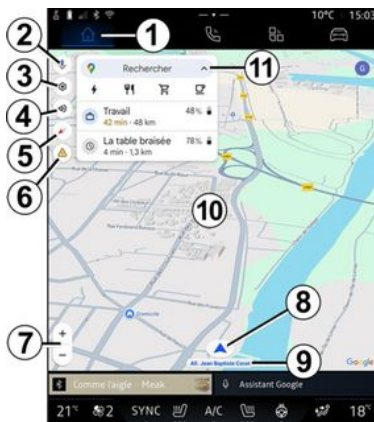 10°C 15:03
1
2
3
4
5
6
7
8
9
10
11
Rechercher
G
Travail
42 min · 48 km
48%
La table braisée
4 min · 1,3 km
78%
Domicile
+
−
All. Jean Baptiste Corot
Google
Comme l'aigle - Meak
Assistant Google
21°C 2 SYNC A/C 18°C